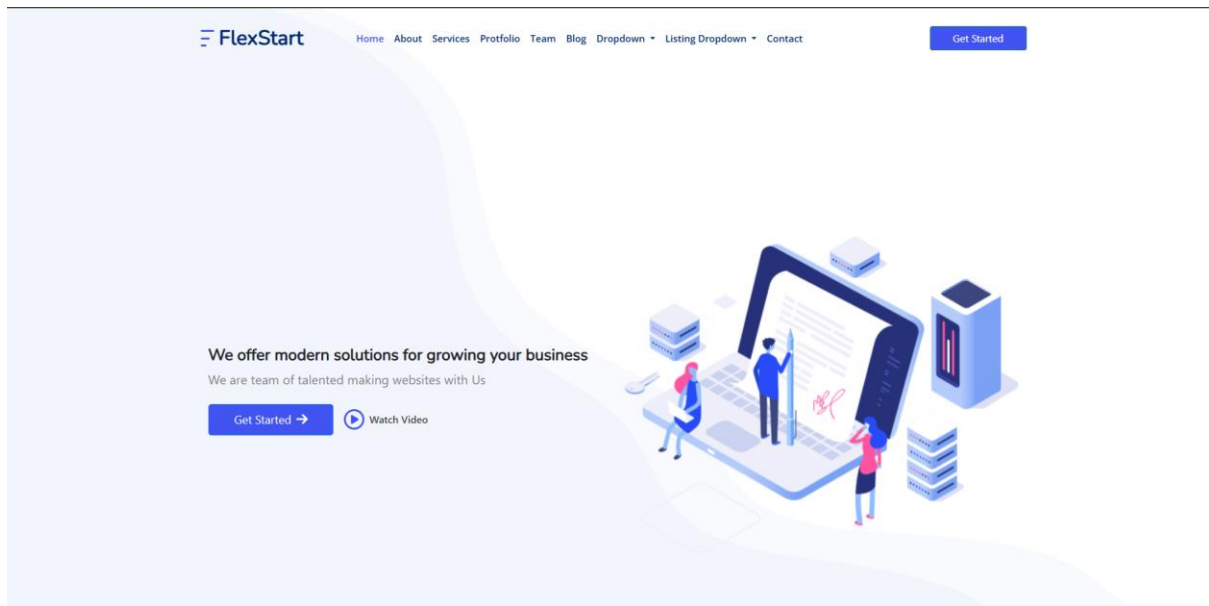 FlexStart
Home About Services Protfolio Team Blog Dropdown Listing Dropdown Contact
Get Started
We offer modern solutions for growing your business
We are team of talented making websites with Us
Get Started →
Watch Video